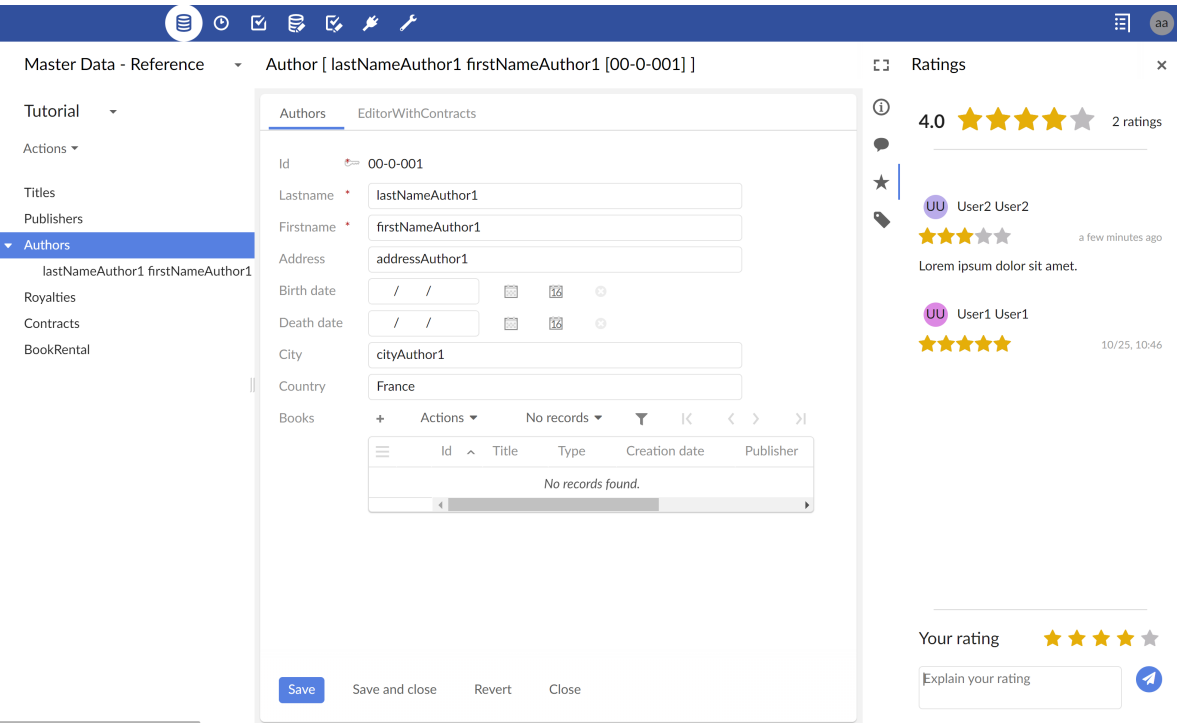 aa
Master Data - Reference
Author [ lastNameAuthor1 firstNameAuthor1 [00-0-001] ]
Ratings
Tutorial
Actions
Titles
Publishers
Authors
lastNameAuthor1 firstNameAuthor1
Royalties
Contracts
BookRental
Authors EditorWithContracts
Id 00-0-001
Lastname * lastNameAuthor1
Firstname * firstNameAuthor1
Address addressAuthor1
Birth date / / 16
Death date / / 16
City cityAuthor1
Country France
Books + Actions No records
Id Title Type Creation date Publisher
No records found.
Save Save and close Revert Close
4.0 2 ratings
UU User2 User2
a few minutes ago
Lorem ipsum dolor sit amet.
UU User1 User1
10/25, 10:46
Your rating
Explain your rating